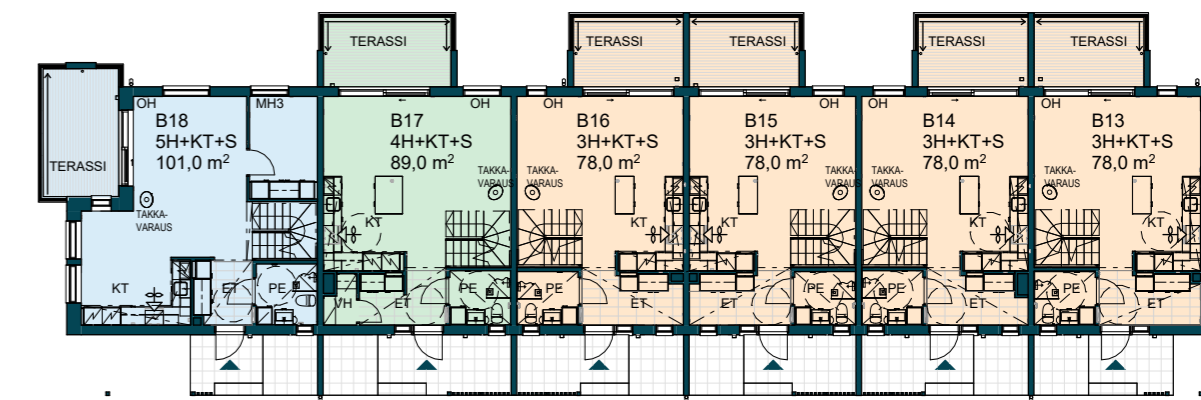 TERASSI
TERASSI
TERASSI
TERASSI
TERASSI
OH
MH3
OH
OH
OH
OH
OH
B18
5H+KT+S
101,0 m²
B17
4H+KT+S
89,0 m²
B16
3H+KT+S
78,0 m²
B15
3H+KT+S
78,0 m²
B14
3H+KT+S
78,0 m²
B13
3H+KT+S
78,0 m²
TERASSI
TAKKA-
VARAUS
TAKKA-
VARAUS
TAKKA-
VARAUS
TAKKA-
VARAUS
TAKKA-
VARAUS
TAKKA-
VARAUS
KT
KT
KT
KT
KT
KT
ET
PE
VH
ET
PE
PE
ET
ET
PE
PE
ET
PE
ET